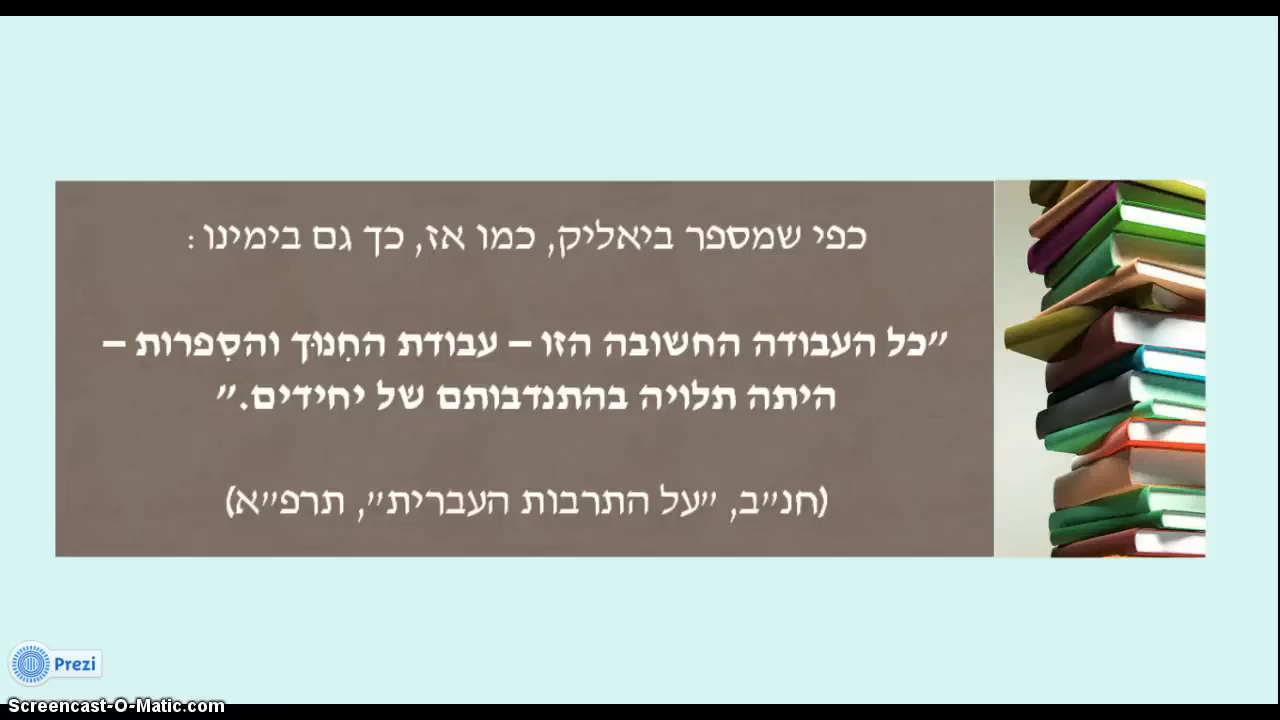 כפי שמספר ביאליק, כמו אז, כך גם בימינו :
"כל העבודה החשובה הזו – עבודת החִנוּך והסִפרות –
היתה תלויה בהתנדבותם של יחידים."
(חנ"ב, "על התרבות העברית", תרפ"א)
Prezi
Screencast-O-Matic.com